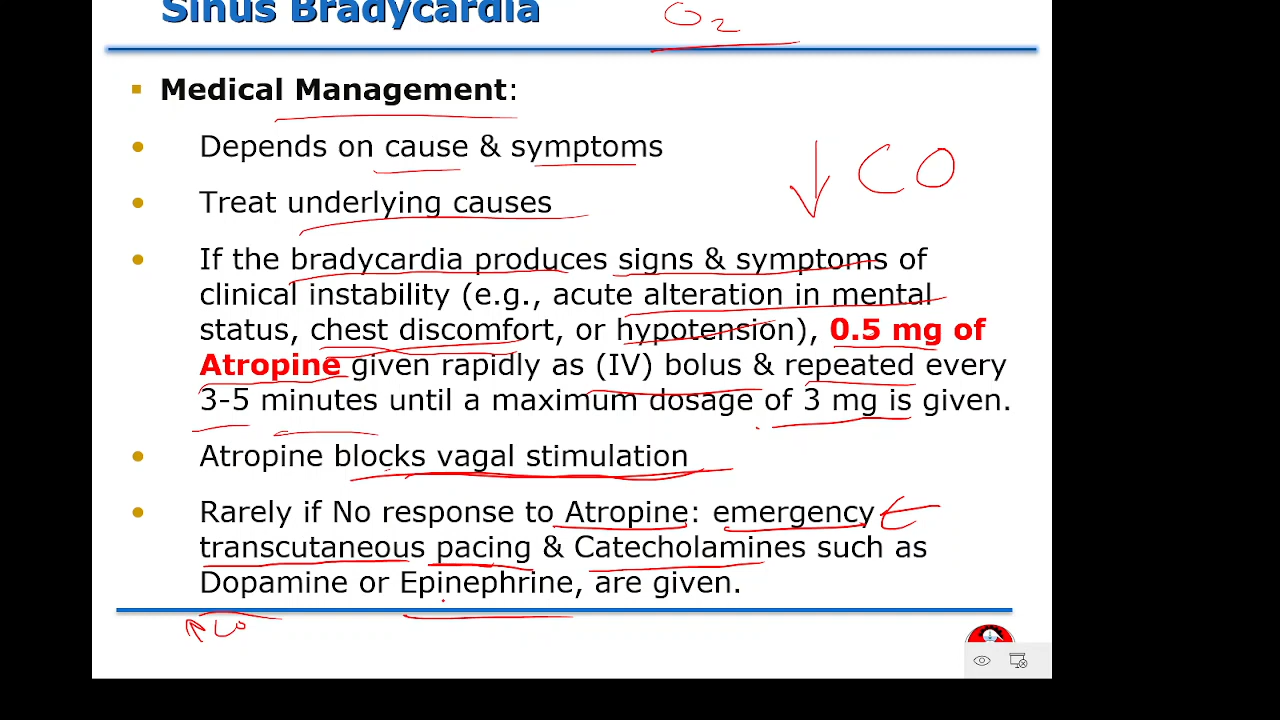 Sinus Bradycardia
O2
Medical Management:
Depends on cause & symptoms
Treat underlying causes
↓ CO
If the bradycardia produces signs & symptoms of
clinical instability (e.g., acute alteration in mental
status, chest discomfort, or hypotension), 0.5 mg of
Atropine given rapidly as (IV) bolus & repeated every
3-5 minutes until a maximum dosage of 3 mg is given.
Atropine blocks vagal stimulation
Rarely if No response to Atropine: emergency
transcutaneous pacing & Catecholamines such as
Dopamine or Epinephrine, are given.
↑ co